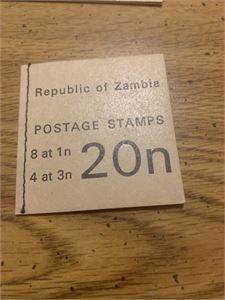 Republic of Zambia
POSTAGE STAMPS
8 at 1n
4 at 3n
20n